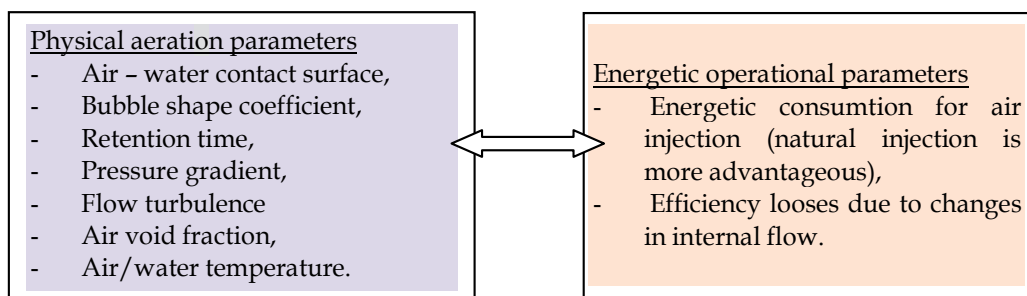 Physical aeration parameters
- Air – water contact surface,
- Bubble shape coefficient,
- Retention time,
- Pressure gradient,
- Flow turbulence
- Air void fraction,
- Air/water temperature.
Energetic operational parameters
- Energetic consumtion for air
injection (natural injection is
more advantageous),
- Efficiency looses due to changes
in internal flow.